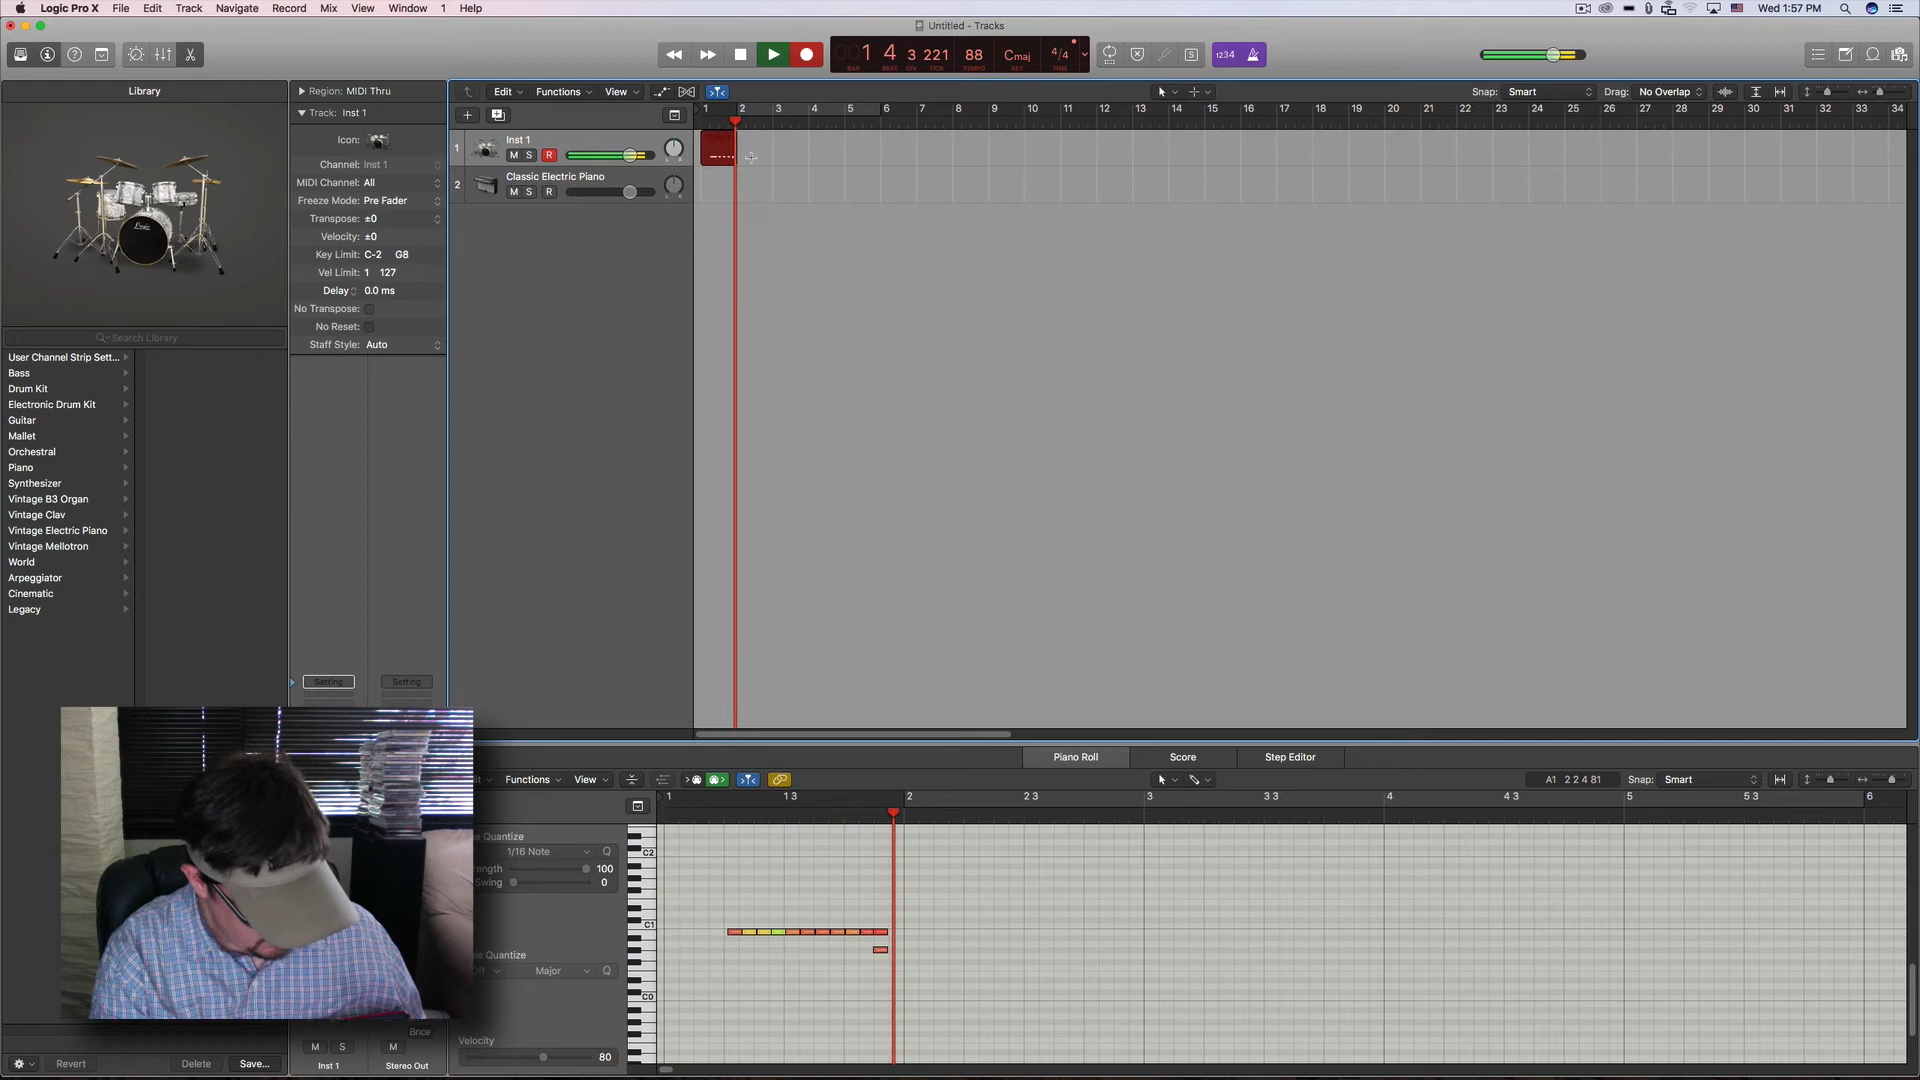 Logic Pro X File Edit Navigate Track Record Mix View Window 1 Help
Wed 1:57 PM
Untitled - Tracks
1 4 3 221 88 Cmaj 4/4
BAR BEAT DIV TICK TEMPO KEY TIME
1234
Library
Region: MIDI Thru
Edit Functions View
Snap: Smart
Drag: No Overlap
Track: Inst 1
1 2 3 4 5 6 7 8 9 10 11 12 13 14 15 16 17 18 19 20 21 22 23 24 25 26 27 28 29 30 31 32 33 34
Icon:
1 Inst 1
M S R
Channel: Inst 1
MIDI Channel: All
2 Classic Electric Piano
M S R
Freeze Mode: Pre Fader
Transpose: ±0
Velocity: ±0
Key Limit: C-2 G8
Vel Limit: 1 127
Delay 0.0 ms
No Transpose:
No Reset:
Staff Style: Auto
Logic
Search Library
User Channel Strip Sett...
Bass
Drum Kit
Electronic Drum Kit
Guitar
Mallet
Orchestral
Piano
Synthesizer
Vintage B3 Organ
Vintage Clav
Vintage Electric Piano
Vintage Mellotron
World
Arpeggiator
Cinematic
Legacy
Setting Setting
Piano Roll Score Step Editor
Functions View
A1 2 2 4 81
Snap: Smart
1 1 3 2 2 3 3 3 3 4 4 3 5 5 3 6
e Quantize
1/16 Note Q
ength 100
Swing 0
C2
C1
C0
le Quantize
Off Major Q
Velocity
80
Bnce
M S M
Inst 1 Stereo Out
Revert Delete Save...